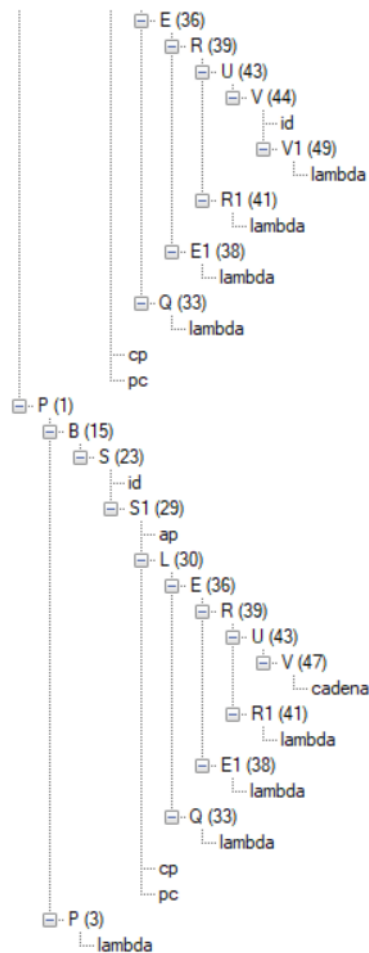 E (36)
R (39)
U (43)
V (44)
id
V1 (49)
lambda
R1 (41)
lambda
E1 (38)
lambda
Q (33)
lambda
cp
pc
P (1)
B (15)
S (23)
id
S1 (29)
ap
L (30)
E (36)
R (39)
U (43)
V (47)
cadena
R1 (41)
lambda
E1 (38)
lambda
Q (33)
lambda
cp
pc
P (3)
lambda